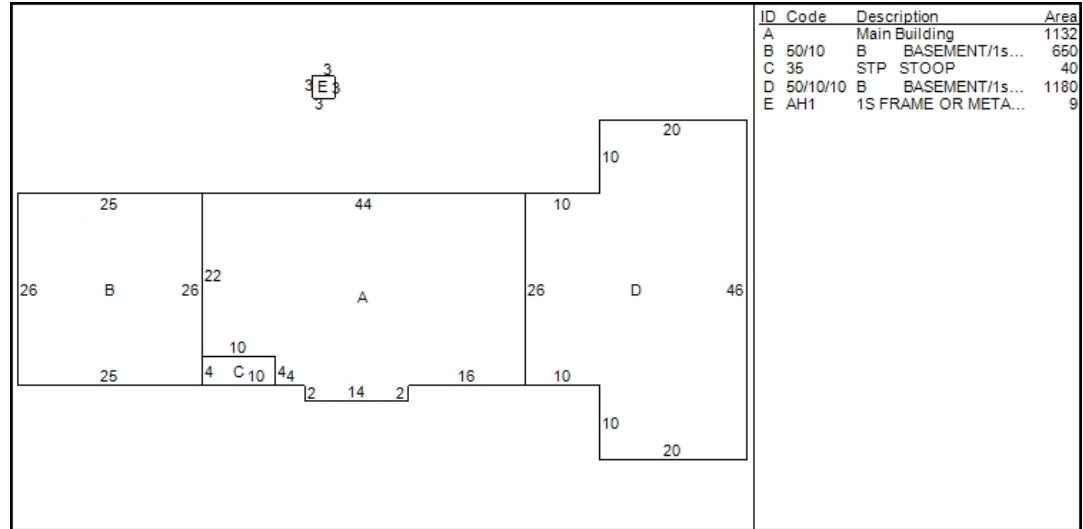 ID Code Description Area
A Main Building 1132
B 50/10 B BASEMENT/1s... 650
C 35 STP STOOP 40
D 50/10/10 B BASEMENT/1s... 1180
E AH1 1S FRAME OR META... 9
3
3 E 3
3
20
10
25 44 10
22
26 B 26 A 26 D 46
10
4 C 10 4 4
25 2 14 2 16 10
10
20